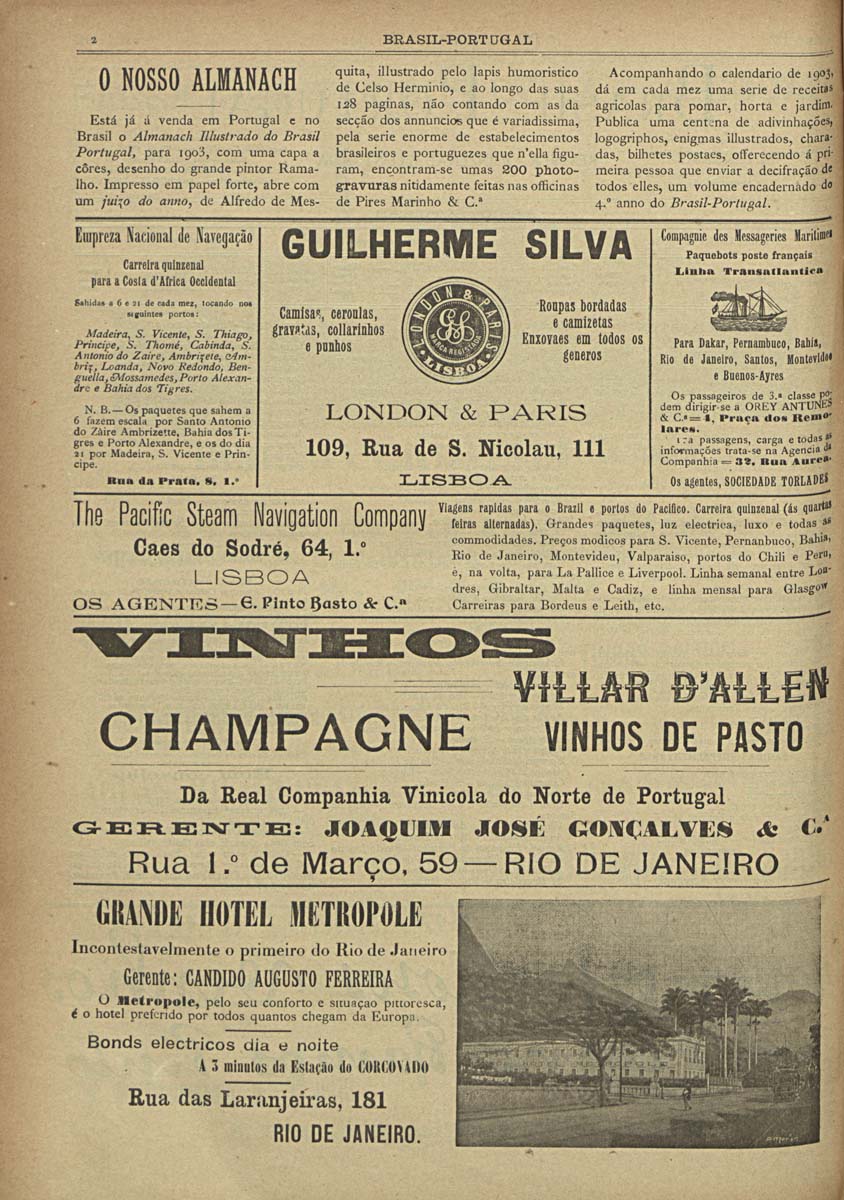 2
BRASIL-PORTUGAL
O NOSSO ALMANACH
Está já á venda em Portugal e no
Brasil o Almanach Illustrado do Brasil
Portugal, para 1903, com uma capa a
côres, desenho do grande pintor Rama-
lho. Impresso em papel forte, abre com
um juizo do anno, de Alfredo de Mes-
quita, illustrado pelo lapis humoristico
de Celso Herminio, e ao longo das suas
128 paginas, não contando com as da
secção dos annuncios que é variadissima,
pela serie enorme de estabelecimentos
brasileiros e portuguezes que n'ella figu-
ram, encontram-se umas 200 photo-
gravuras nitidamente feitas nas officinas
de Pires Marinho & C.ª
Acompanhando o calendario de 1903,
dá em cada mez uma serie de receitas
agricolas para pomar, horta e jardim.
Publica uma centena de adivinhações,
logogriphos, enigmas illustrados, chara-
das, bilhetes postaes, offerecendo á pri-
meira pessoa que enviar a decifração de
todos elles, um volume encadernado do
4.º anno do Brasil-Portugal.
Empreza Nacional de Navegação
Carreira quinzenal
para a Costa d'Africa Occidental
Sahidas a 6 e 21 de cada mez, tocando nos
siguintes portos:
Madeira, S. Vicente, S. Thiago,
Principe, S. Thomé, Cabinda, S.
Antonio do Zaire, Ambrizete, Am-
briz, Loanda, Novo Redondo, Ben-
guella, Mossamedes, Porto Alexan-
dre e Bahia dos Tigres.
N. B.—Os paquetes que sahem a
6 fazem escala por Santo Antonio
do Zaire Ambrizette, Bahia dos Ti-
gres e Porto Alexandre, e os do dia
21 por Madeira, S. Vicente e Prin-
cipe.
Rua da Prata, 8, 1.º
GUILHERME SILVA
Camisas, ceroulas,
gravatas, collarinhos
e punhos
LONDON & PARIS
GS
MARCA REGISTADA
LISBOA
Roupas bordadas
e camizetas
Enxovaes em todos os
generos
LONDON & PARIS
109, Rua de S. Nicolau, 111
LISBOA
Compagnie des Messageries Maritimes
Paquebots poste français
Linha Transatlantica
Para Dakar, Pernambuco, Bahia,
Rio de Janeiro, Santos, Montevideo
e Buenos-Ayres
Os passageiros de 3.ª classe po-
dem dirigir-se a OREY ANTUNES
& C.ª= 4, Praça dos Remo-
lares.
passagens, carga e todas as
informações trata-se na Agencia da
Companhia = 32, Rua Aurea.
Os agentes, SOCIEDADE TORLADES
The Pacific Steam Navigation Company
Caes do Sodré, 64, 1.º
LISBOA
OS AGENTES—E. Pinto Basto & C.ª
Viagens rapidas para o Brazil e portos do Pacifico. Carreira quinzenal (ás quartas
feiras alternadas). Grandes paquetes, luz electrica, luxo e todas as
commodidades. Preços modicos para S. Vicente, Pernanbuco, Bahia,
Rio de Janeiro, Montevideu, Valparaiso, portos do Chili e Peru,
e, na volta, para La Pallice e Liverpool. Linha semanal entre Lon-
dres, Gibraltar, Malta e Cadiz, e linha mensal para Glasgow
Carreiras para Bordeus e Leith, etc.
VINHOS
VILLAR D'ALLEN
CHAMPAGNE
VINHOS DE PASTO
Da Real Companhia Vinicola do Norte de Portugal
GERENTE: JOAQUIM JOSÉ GONÇALVES & C.ª
Rua 1.º de Março, 59—RIO DE JANEIRO
GRANDE HOTEL METROPOLE
Incontestavelmente o primeiro do Rio de Janeiro
Gerente: CANDIDO AUGUSTO FERREIRA
O Metropole, pelo seu conforto e situaçao pittoresca,
é o hotel preferido por todos quantos chegam da Europa.
Bonds electricos dia e noite
A 3 minutos da Estação do CORCOVADO
Rua das Laranjeiras, 181
RIO DE JANEIRO.